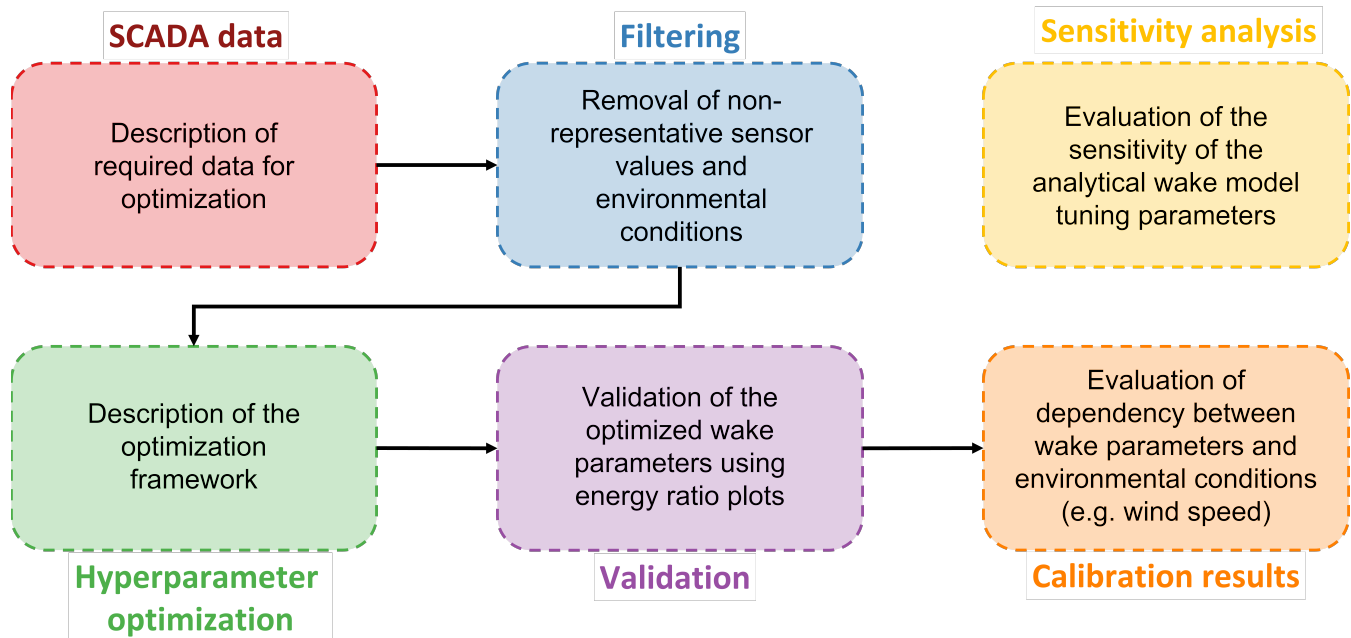 SCADA data
Description of
required data for
optimization
Filtering
Removal of non-
representative sensor
values and
environmental
conditions
Sensitivity analysis
Evaluation of the
sensitivity of the
analytical wake model
tuning parameters
Description of the
optimization
framework
Hyperparameter
optimization
Validation of the
optimized wake
parameters using
energy ratio plots
Validation
Evaluation of
dependency between
wake parameters and
environmental conditions
(e.g. wind speed)
Calibration results